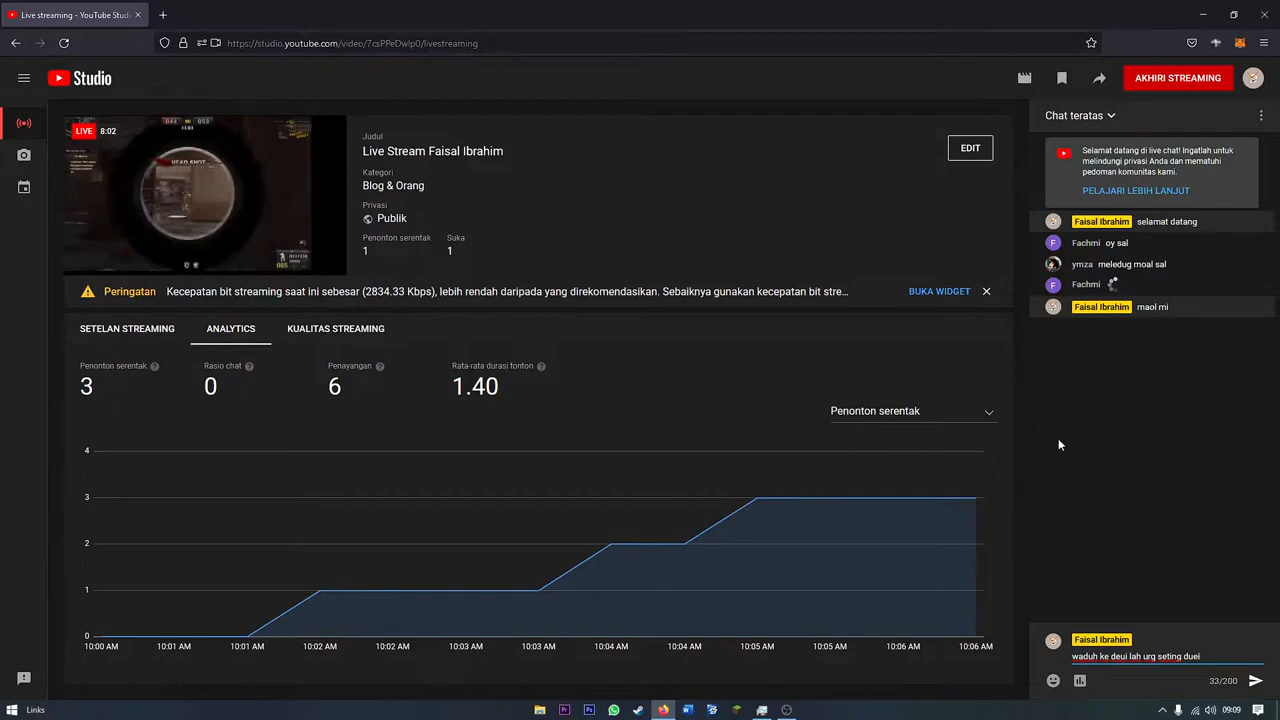 Live streaming - YouTube Studi
https://studio.youtube.com/video/7csPPeDwlp0/livestreaming
Studio
AKHIRI STREAMING
LIVE 8:02
HEAD SHOT
Judul
Live Stream Faisal Ibrahim
Kategori
Blog & Orang
Privasi
Publik
Penonton serentak
Suka
1
1
EDIT
Peringatan Kecepatan bit streaming saat ini sebesar (2834.33 Kbps), lebih rendah daripada yang direkomendasikan. Sebaiknya gunakan kecepatan bit stre...
BUKA WIDGET
SETELAN STREAMING
ANALYTICS
KUALITAS STREAMING
Penonton serentak
Rasio chat
Penayangan
Rata-rata durasi tonton
3
0
6
1.40
Penonton serentak
4
3
2
1
0
10:00 AM 10:01 AM 10:01 AM 10:02 AM 10:02 AM 10:03 AM 10:03 AM 10:04 AM 10:04 AM 10:05 AM 10:05 AM 10:06 AM 10:06 AM
Chat teratas
Selamat datang di live chat! Ingatlah untuk
melindungi privasi Anda dan mematuhi
pedoman komunitas kami.
PELAJARI LEBIH LANJUT
Faisal Ibrahim selamat datang
Fachmi oy sal
ymza meledug moal sal
Fachmi
Faisal Ibrahim maol mi
Faisal Ibrahim
waduh ke deui lah urg seting duei
33/200
Links
09:09